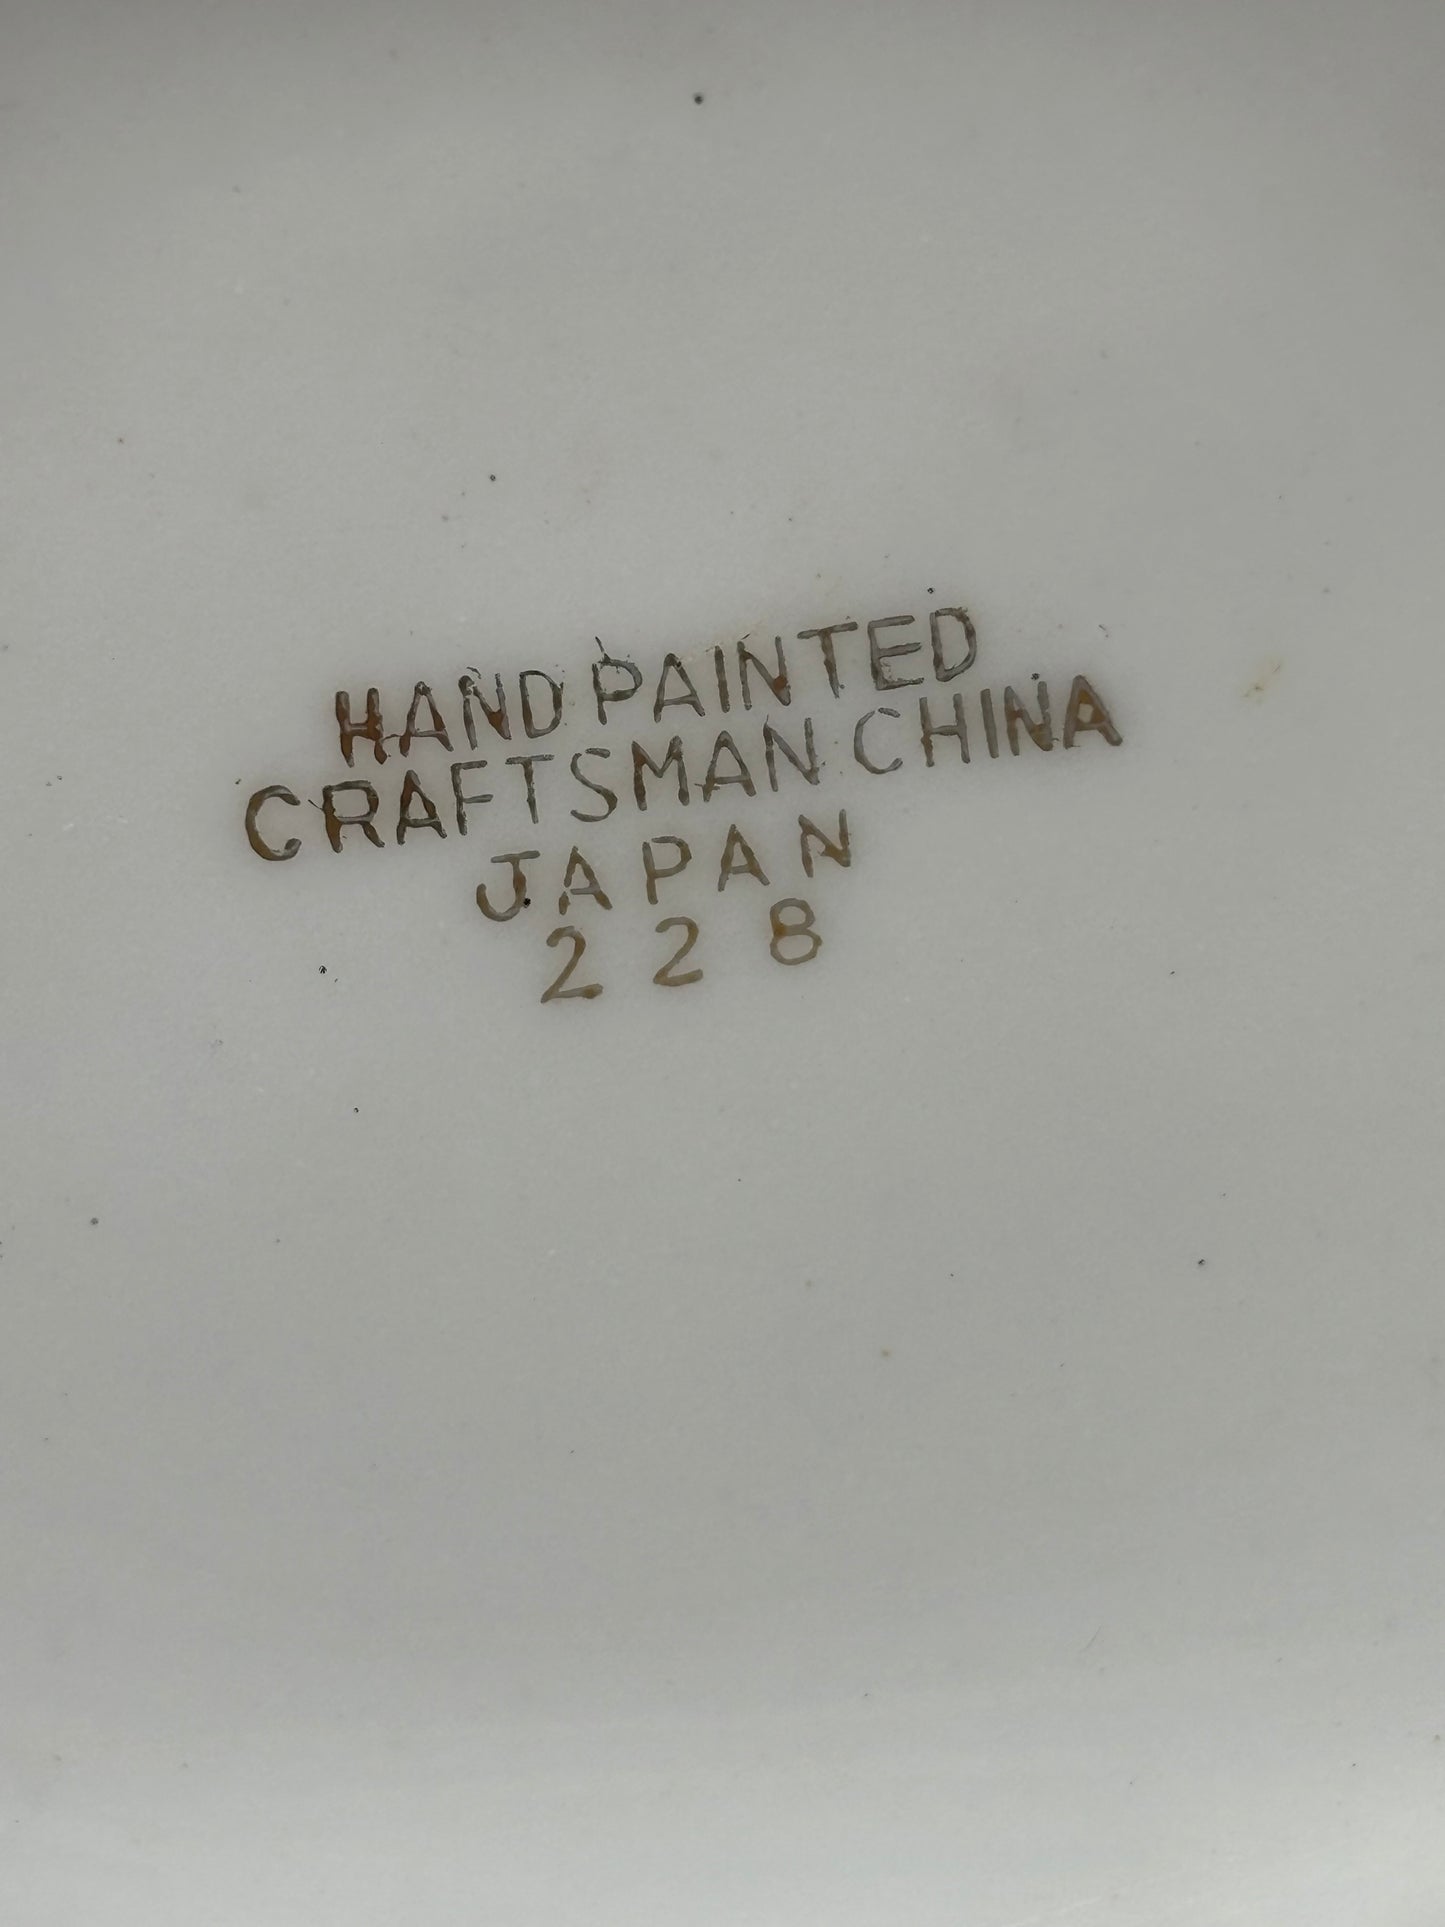 HAND PAINTED
CRAFTSMAN CHINA
JAPAN
228